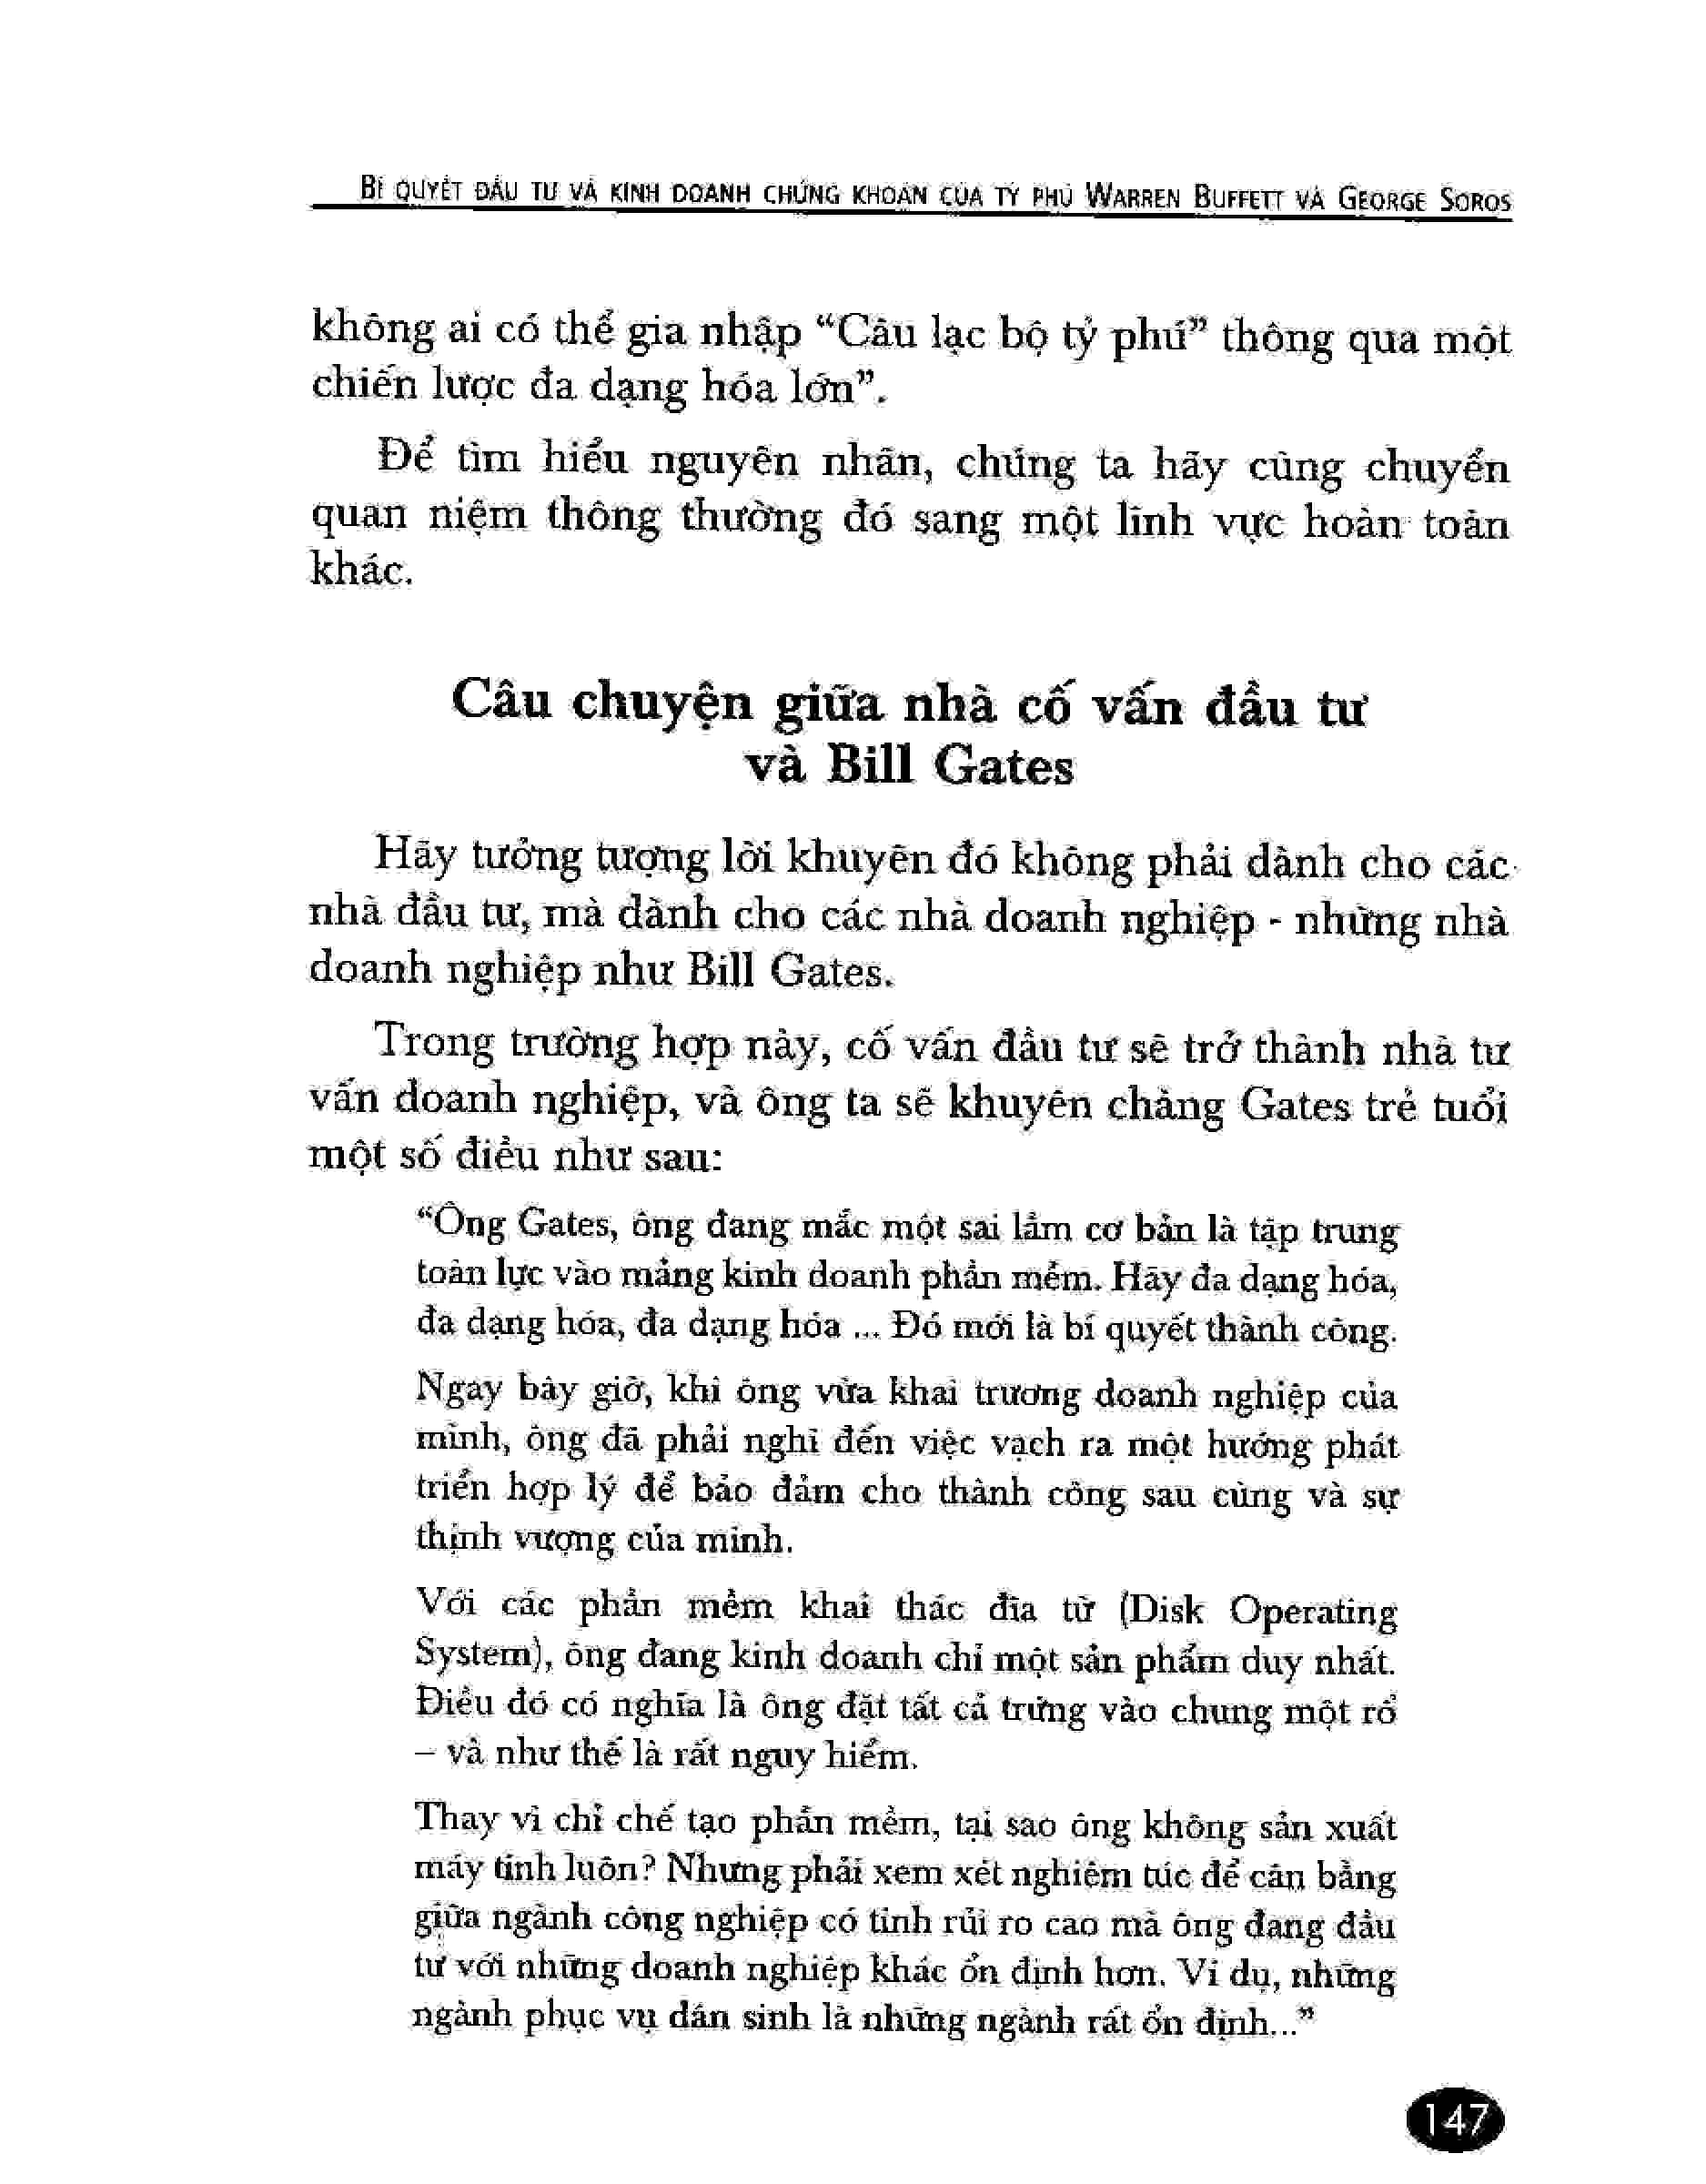 BÍ QUYẾT ĐẦU TƯ VÀ KINH DOANH CHỨNG KHOÁN CỦA TỶ PHÚ WARREN BUFFETT VÀ GEORGE SOROS
không ai có thể gia nhập “Câu lạc bộ tỷ phú” thông qua một
chiến lược đa dạng hóa lớn”.
Để tìm hiểu nguyên nhân, chúng ta hãy cùng chuyển
quan niệm thông thường đó sang một lĩnh vực hoàn toàn
khác.
Câu chuyện giữa nhà cố vấn đầu tư
và Bill Gates
Hãy tưởng tượng lời khuyên đó không phải dành cho các
nhà đầu tư, mà dành cho các nhà doanh nghiệp - những nhà
doanh nghiệp như Bill Gates.
Trong trường hợp này, cố vấn đầu tư sẽ trở thành nhà tư
vấn doanh nghiệp, và ông ta sẽ khuyên chàng Gates trẻ tuổi
một số điều như sau:
“Ông Gates, ông đang mắc một sai lầm cơ bản là tập trung
toàn lực vào mảng kinh doanh phần mềm. Hãy đa dạng hóa,
đa dạng hóa, đa dạng hóa ... Đó mới là bí quyết thành công.
Ngay bây giờ, khi ông vừa khai trương doanh nghiệp của
mình, ông đã phải nghĩ đến việc vạch ra một hướng phát
triển hợp lý để bảo đảm cho thành công sau cùng và sự
thịnh vượng của mình.
Với các phần mềm khai thác đĩa từ (Disk Operating
System), ông đang kinh doanh chỉ một sản phẩm duy nhất.
Điều đó có nghĩa là ông đặt tất cả trứng vào chung một rổ
– và như thế là rất nguy hiểm.
Thay vì chỉ chế tạo phần mềm, tại sao ông không sản xuất
máy tính luôn? Nhưng phải xem xét nghiêm túc để cân bằng
giữa ngành công nghiệp có tính rủi ro cao mà ông đang đầu
tư với những doanh nghiệp khác ổn định hơn. Ví dụ, những
ngành phục vụ dân sinh là những ngành rất ổn định...”
147